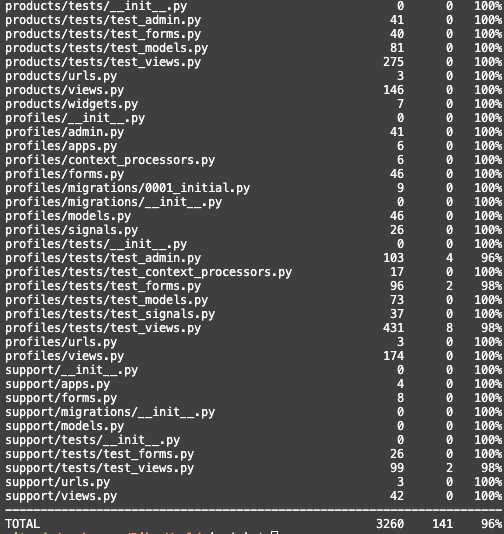 products/tests/__init__.py 0 0 100%
products/tests/test_admin.py 41 0 100%
products/tests/test_forms.py 40 0 100%
products/tests/test_models.py 81 0 100%
products/tests/test_views.py 275 0 100%
products/urls.py 3 0 100%
products/views.py 146 0 100%
products/widgets.py 7 0 100%
profiles/__init__.py 0 0 100%
profiles/admin.py 41 0 100%
profiles/apps.py 6 0 100%
profiles/context_processors.py 6 0 100%
profiles/forms.py 46 0 100%
profiles/migrations/0001_initial.py 9 0 100%
profiles/migrations/__init__.py 0 0 100%
profiles/models.py 46 0 100%
profiles/signals.py 26 0 100%
profiles/tests/__init__.py 0 0 100%
profiles/tests/test_admin.py 103 4 96%
profiles/tests/test_context_processors.py 17 0 100%
profiles/tests/test_forms.py 96 2 98%
profiles/tests/test_models.py 73 0 100%
profiles/tests/test_signals.py 37 0 100%
profiles/tests/test_views.py 431 8 98%
profiles/urls.py 3 0 100%
profiles/views.py 174 0 100%
support/__init__.py 0 0 100%
support/apps.py 4 0 100%
support/forms.py 8 0 100%
support/migrations/__init__.py 0 0 100%
support/models.py 0 0 100%
support/tests/__init__.py 0 0 100%
support/tests/test_forms.py 26 0 100%
support/tests/test_views.py 99 2 98%
support/urls.py 3 0 100%
support/views.py 42 0 100%
TOTAL 3260 141 96%